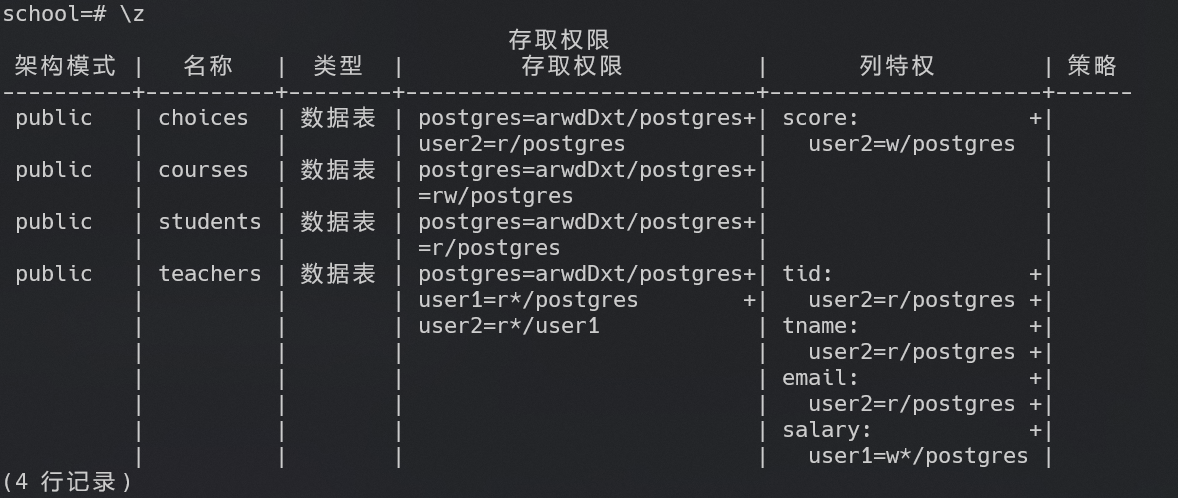 school=# \z
                                       存取权限
 架构模式 |   名称   |  类型  |         存取权限          |       列特权        | 策略
----------+----------+--------+---------------------------+---------------------+------
 public   | choices  | 数据表 | postgres=arwdDxt/postgres+| score:             +|
          |          |        | user2=r/postgres          |   user2=w/postgres  |
 public   | courses  | 数据表 | postgres=arwdDxt/postgres+|                     |
          |          |        | =rw/postgres              |                     |
 public   | students | 数据表 | postgres=arwdDxt/postgres+|                     |
          |          |        | =r/postgres               |                     |
 public   | teachers | 数据表 | postgres=arwdDxt/postgres+| tid:               +|
          |          |        | user1=r*/postgres        +|   user2=r/postgres +|
          |          |        | user2=r*/user1            | tname:             +|
          |          |        |                           |   user2=r/postgres +|
          |          |        |                           | email:             +|
          |          |        |                           |   user2=r/postgres +|
          |          |        |                           | salary:            +|
          |          |        |                           |   user1=w*/postgres |
(4 行记录)